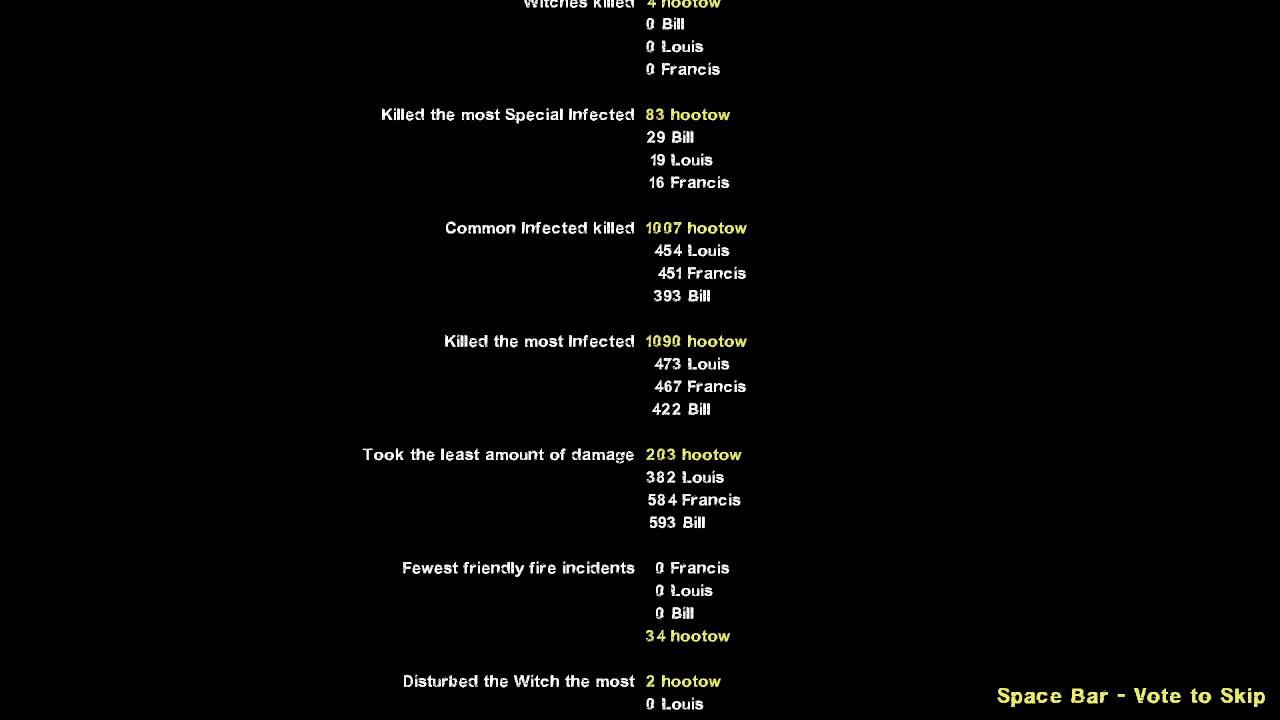 Witches killed 4 hootow
0 Bill
0 Louis
0 Francis
Killed the most Special Infected 83 hootow
29 Bill
19 Louis
16 Francis
Common Infected killed 1007 hootow
454 Louis
451 Francis
393 Bill
Killed the most Infected 1090 hootow
473 Louis
467 Francis
422 Bill
Took the least amount of damage 203 hootow
382 Louis
584 Francis
593 Bill
Fewest friendly fire incidents 0 Francis
0 Louis
0 Bill
34 hootow
Disturbed the Witch the most 2 hootow
0 Louis
Space Bar - Vote to Skip